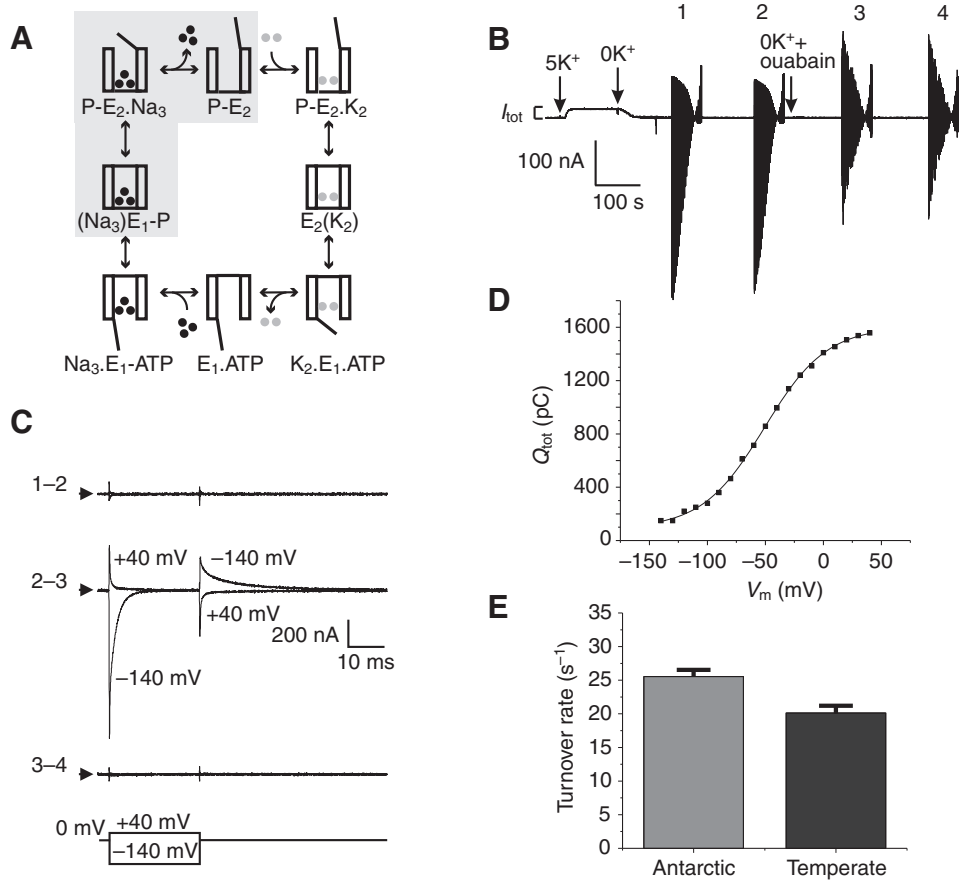 A
P-E₂.Na₃ P-E₂ P-E₂.K₂
(Na₃)E₁-P E₂(K₂)
Na₃.E₁-ATP E₁.ATP K₂.E₁.ATP
B
1 2 3 4
5K⁺ 0K⁺ 0K⁺+
ouabain
Iₜₒₜ
100 nA
100 s
C
1–2
+40 mV –140 mV
2–3
+40 mV
200 nA
10 ms
–140 mV
3–4
0 mV +40 mV
–140 mV
D
1600
1200
800
400
0
Qₜₒₜ (pC)
–150 –100 –50 0 50
Vₘ (mV)
E
35
30
25
20
15
10
5
0
Turnover rate (s⁻¹)
Antarctic Temperate